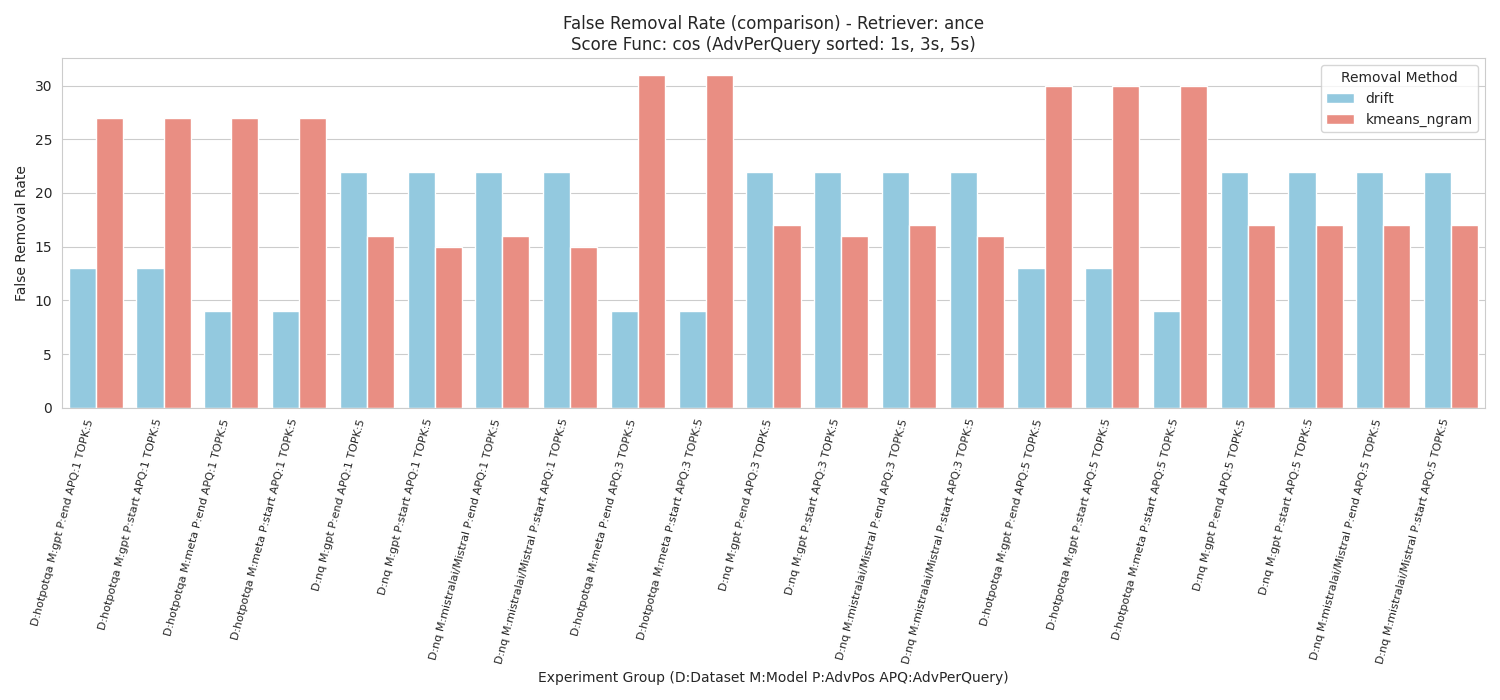 False Removal Rate (comparison) - Retriever: ance
Score Func: cos (AdvPerQuery sorted: 1s, 3s, 5s)
Removal Method
drift
kmeans_ngram
False Removal Rate
30
25
20
15
10
5
0
D:hotpotqa M:gpt P:end APQ:1 TOPK:5
D:hotpotqa M:gpt P:start APQ:1 TOPK:5
D:hotpotqa M:meta P:end APQ:1 TOPK:5
D:hotpotqa M:meta P:start APQ:1 TOPK:5
D:nq M:gpt P:end APQ:1 TOPK:5
D:nq M:gpt P:start APQ:1 TOPK:5
D:nq M:mistralai/Mistral P:end APQ:1 TOPK:5
D:nq M:mistralai/Mistral P:start APQ:1 TOPK:5
D:hotpotqa M:meta P:end APQ:3 TOPK:5
D:hotpotqa M:meta P:start APQ:3 TOPK:5
D:nq M:gpt P:end APQ:3 TOPK:5
D:nq M:gpt P:start APQ:3 TOPK:5
D:nq M:mistralai/Mistral P:end APQ:3 TOPK:5
D:nq M:mistralai/Mistral P:start APQ:3 TOPK:5
D:hotpotqa M:gpt P:end APQ:5 TOPK:5
D:hotpotqa M:gpt P:start APQ:5 TOPK:5
D:hotpotqa M:meta P:start APQ:5 TOPK:5
D:nq M:gpt P:end APQ:5 TOPK:5
D:nq M:gpt P:start APQ:5 TOPK:5
D:nq M:mistralai/Mistral P:end APQ:5 TOPK:5
D:nq M:mistralai/Mistral P:start APQ:5 TOPK:5
Experiment Group (D:Dataset M:Model P:AdvPos APQ:AdvPerQuery)